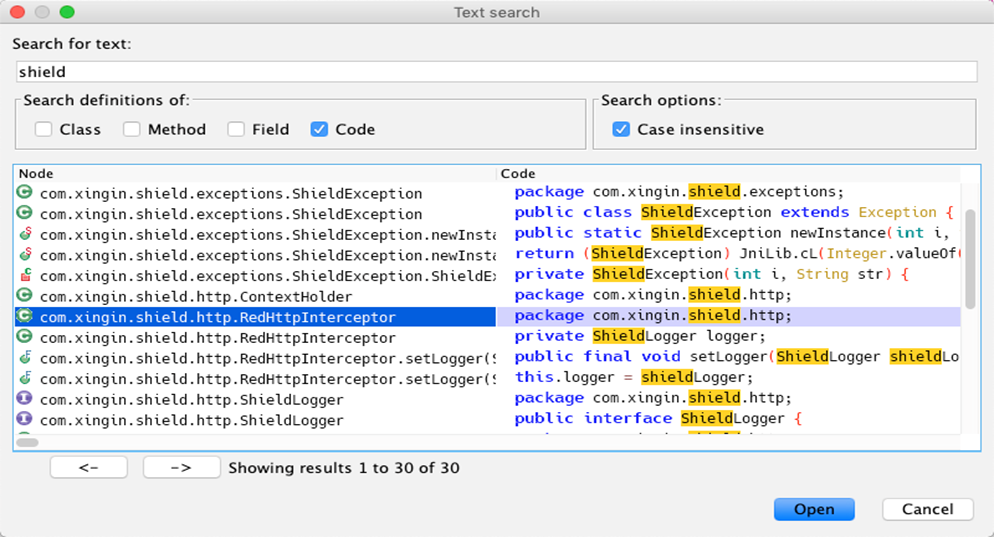 Text search
Search for text:
shield
Search definitions of: Search options:
Class Method Field Code Case insensitive
Node Code
com.xingin.shield.exceptions.ShieldException package com.xingin.shield.exceptions;
com.xingin.shield.exceptions.ShieldException public class ShieldException extends Exception {
com.xingin.shield.exceptions.ShieldException.newInsta public static ShieldException newInstance(int i,
com.xingin.shield.exceptions.ShieldException.newInsta return (ShieldException) JniLib.cL(Integer.valueOf(
com.xingin.shield.exceptions.ShieldException.ShieldEx private ShieldException(int i, String str) {
com.xingin.shield.http.ContextHolder package com.xingin.shield.http;
com.xingin.shield.http.RedHttpInterceptor package com.xingin.shield.http;
com.xingin.shield.http.RedHttpInterceptor private ShieldLogger logger;
com.xingin.shield.http.RedHttpInterceptor.setLogger(S public final void setLogger(ShieldLogger shieldLo
com.xingin.shield.http.RedHttpInterceptor.setLogger(S this.logger = shieldLogger;
com.xingin.shield.http.ShieldLogger package com.xingin.shield.http;
com.xingin.shield.http.ShieldLogger public interface ShieldLogger {
<- -> Showing results 1 to 30 of 30
Open Cancel